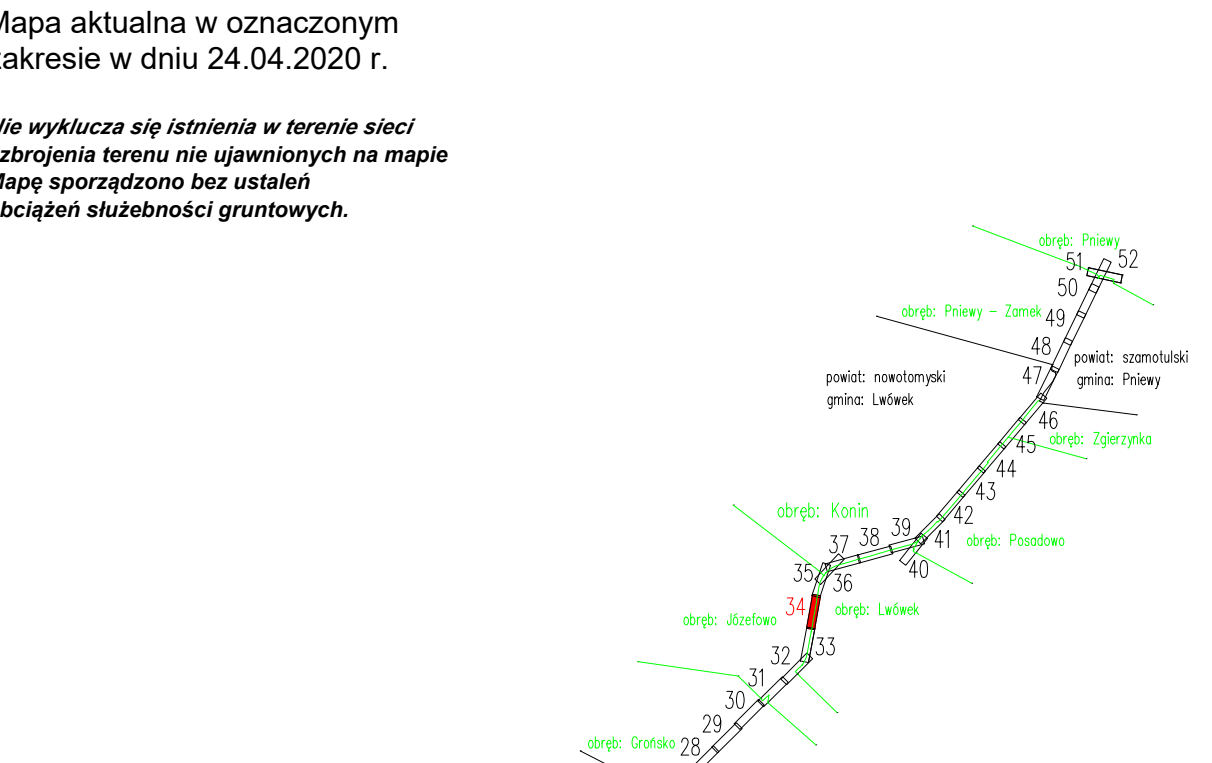 Mapa aktualna w oznaczonym
zakresie w dniu 24.04.2020 r.
Nie wyklucza się istnienia w terenie sieci
uzbrojenia terenu nie ujawnionych na mapie
Mapę sporządzono bez ustaleń
obciążeń służebności gruntowych.
obręb: Pniewy
51
52
50
obręb: Pniewy - Zamek
49
48
powiat: szamotulski
gmina: Pniewy
47
powiat: nowotomyski
gmina: Lwówek
46
45
obręb: Zgierzynka
44
43
obręb: Konin
42
39
41
obręb: Posadowo
38
37
40
35
36
34
obręb: Lwówek
obręb: Józefowo
33
32
31
30
29
28
obręb: Grońsko